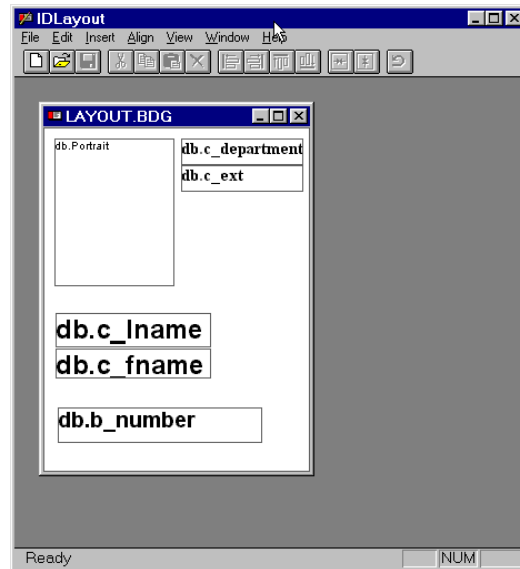 IDLayout
File Edit Insert Align View Window Help
LAYOUT.BDG
db.Portrait
db.c_department
db.c_ext
db.c_lname
db.c_fname
db.b_number
Ready
NUM